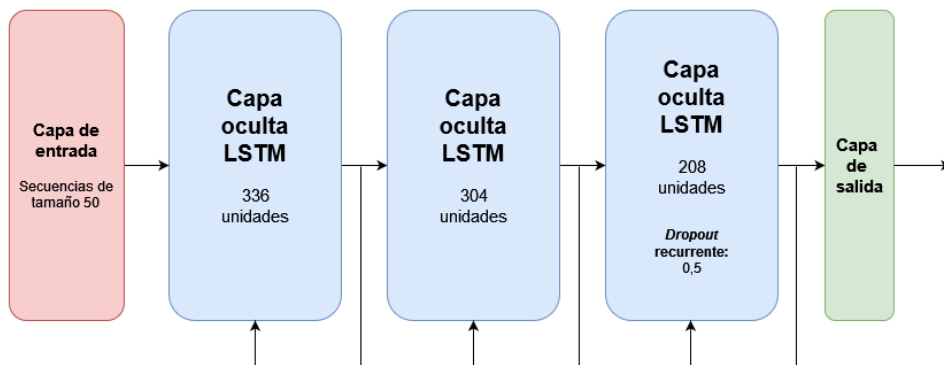 Capa de
entrada
Secuencias de
tamaño 50
Capa
oculta
LSTM
336
unidades
Capa
oculta
LSTM
304
unidades
Capa
oculta
LSTM
208
unidades
Dropout
recurrente:
0,5
Capa
de
salida